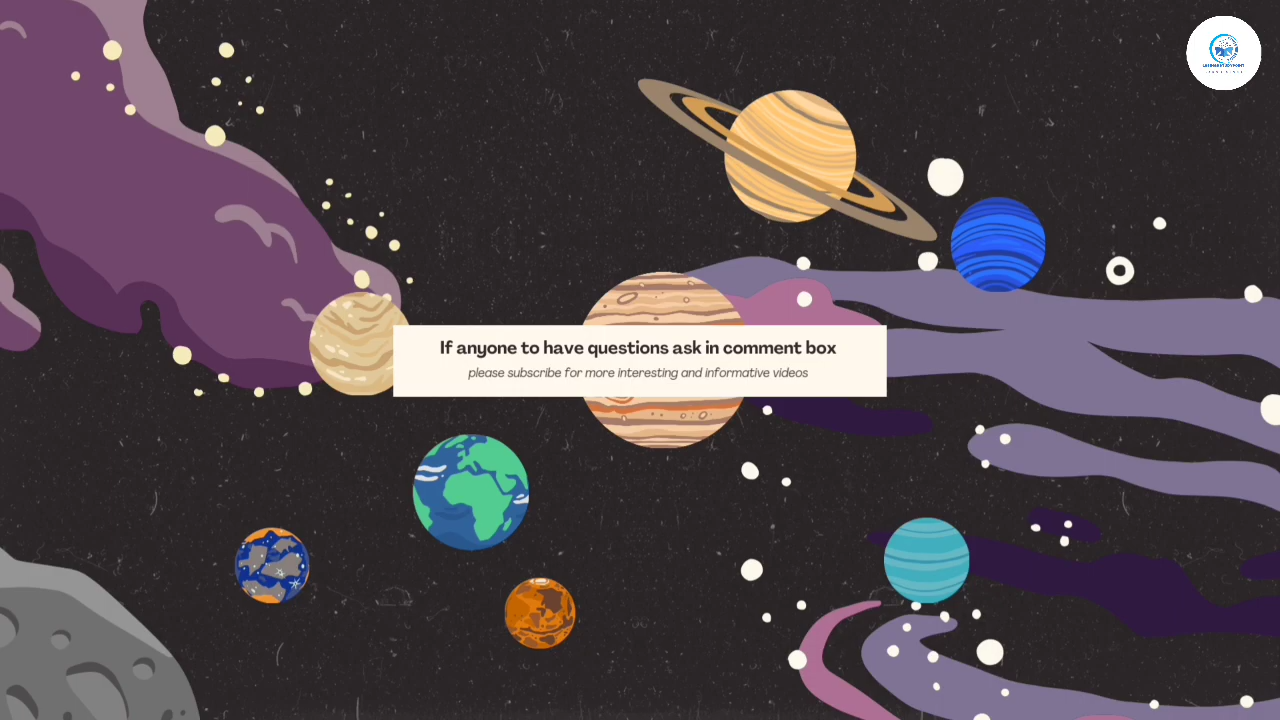 If anyone to have questions ask in comment box
please subscribe for more interesting and informative videos